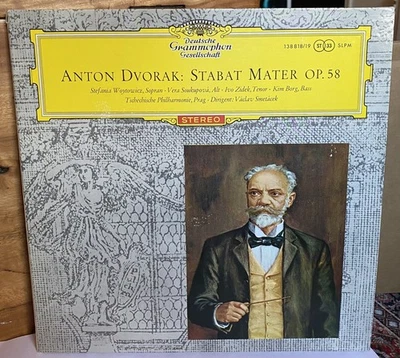 Deutsche
Grammophon
Gesellschaft
138 818/19 ST 33 SLPM
ANTON DVORAK: STABAT MATER OP. 58
Stefania Woytowicz, Sopran · Vera Soukupová, Alt · Ivo Zidek, Tenor · Kim Borg, Bass
Tschechische Philharmonie, Prag · Dirigent: Václav Smetáček
STEREO